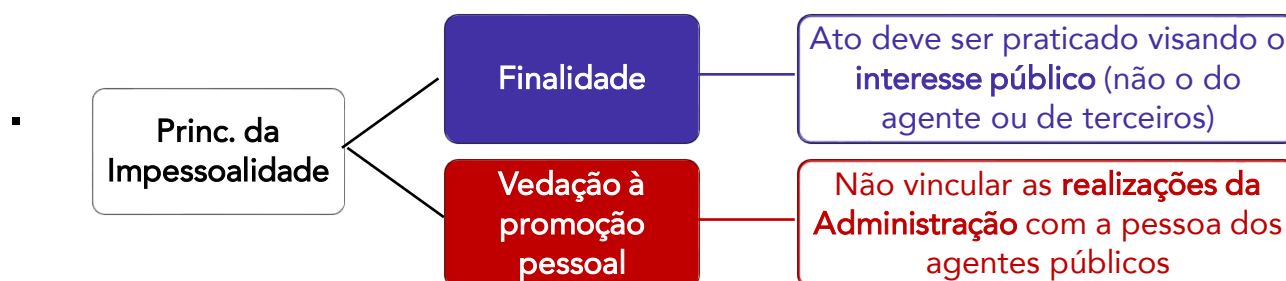 Princ. da
Impessoalidade
Finalidade
Ato deve ser praticado visando o
interesse público (não o do
agente ou de terceiros)
Vedação à
promoção
pessoal
Não vincular as realizações da
Administração com a pessoa dos
agentes públicos